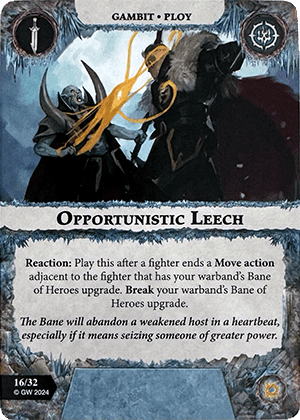 GAMBIT • PLOY
OPPORTUNISTIC LEECH
Reaction: Play this after a fighter ends a Move action
adjacent to the fighter that has your warband's Bane
of Heroes upgrade. Break your warband's Bane of
Heroes upgrade.
The Bane will abandon a weakened host in a heartbeat,
especially if it means seizing someone of greater power.
16/32
© GW 2024